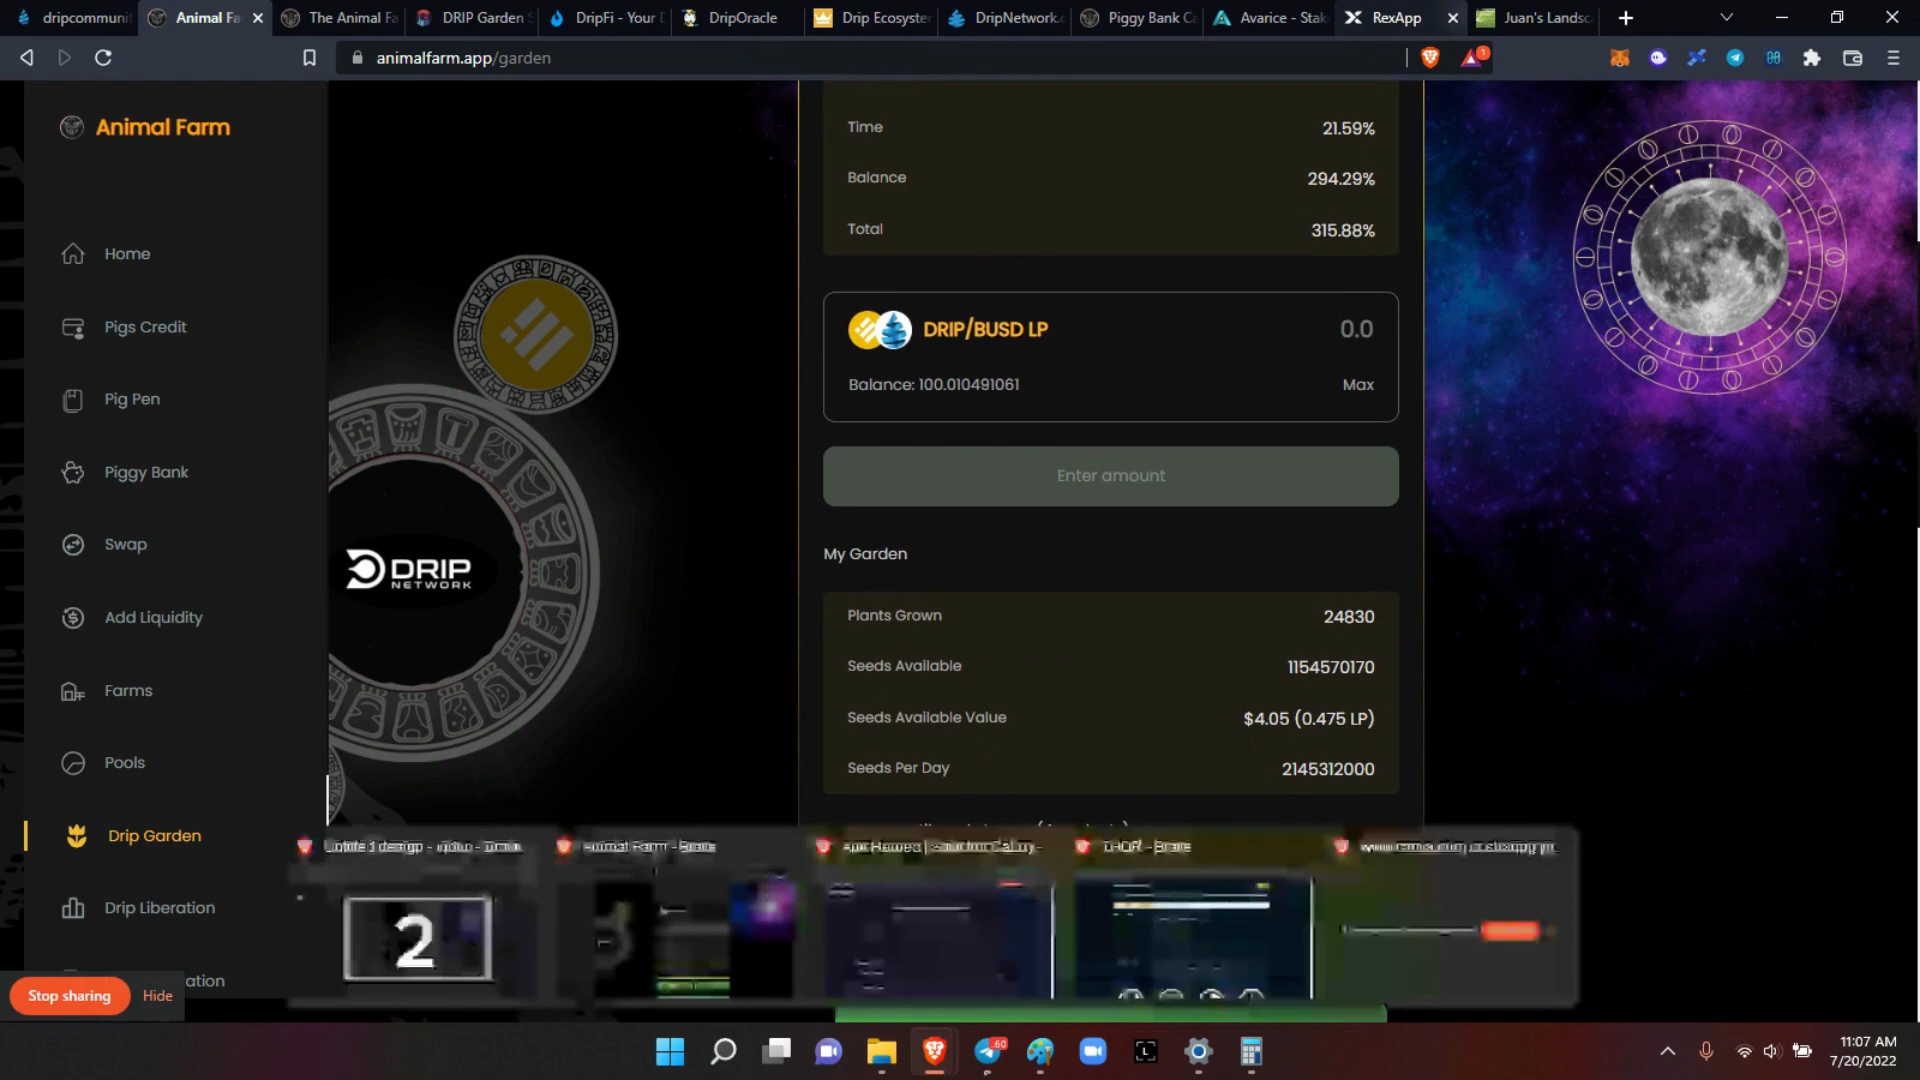 dripcommuni
Animal Fa
The Animal Fa
DRIP Garden S
DripFi - Your D
DripOracle
Drip Ecosyste
DripNetwork.c
Piggy Bank Ca
Avarice - Stak
RexApp
Juan's Landsc
animalfarm.app/garden
1
Animal Farm
Home
Pigs Credit
Pig Pen
Piggy Bank
Swap
Add Liquidity
Farms
Pools
Drip Garden
Drip Liberation
ation
DRIP
NETWORK
Time 21.59%
Balance 294.29%
Total 315.88%
DRIP/BUSD LP 0.0
Balance: 100.010491061 Max
Enter amount
My Garden
Plants Grown 24830
Seeds Available 1154570170
Seeds Available Value $4.05 (0.475 LP)
Seeds Per Day 2145312000
Untitled design
Animal Farm - Brave
- Brave
2
Stop sharing Hide
60
L
11:07 AM
7/20/2022